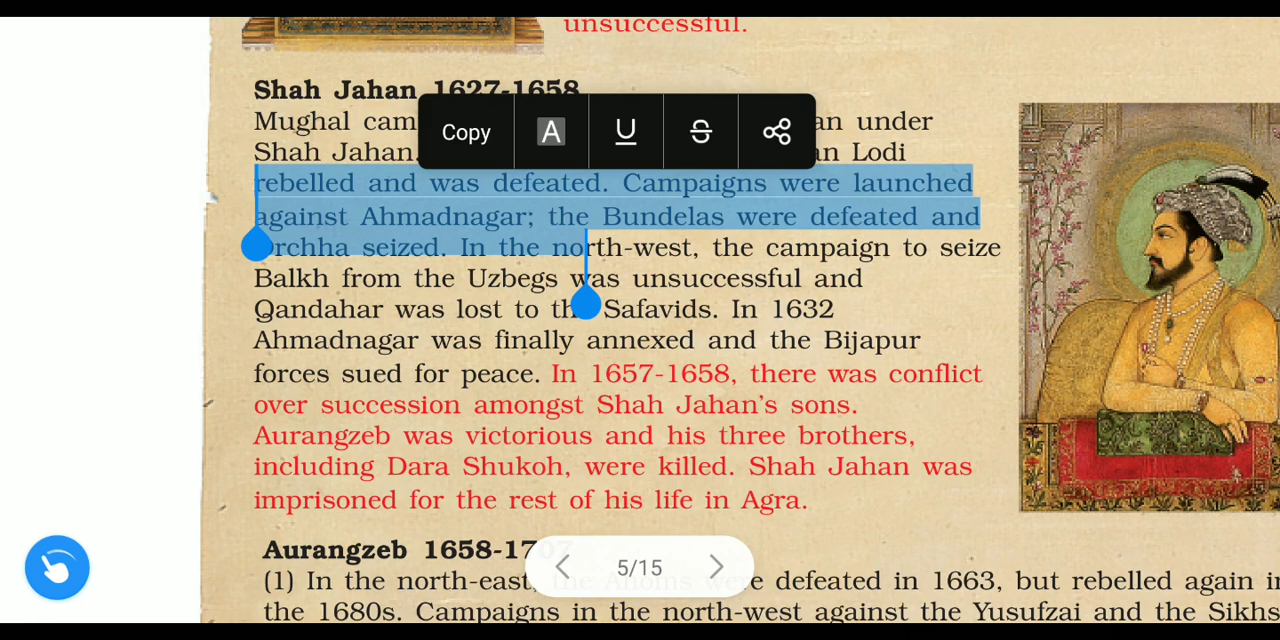 unsuccessful.
Shah Jahan 1627-1658
Mughal cam an under
Shah Jahan. an Lodi
Copy A U S
rebelled and was defeated. Campaigns were launched
against Ahmadnagar; the Bundelas were defeated and
rchha seized. In the north-west, the campaign to seize
Balkh from the Uzbegs was unsuccessful and
Qandahar was lost to th Safavids. In 1632
Ahmadnagar was finally annexed and the Bijapur
forces sued for peace. In 1657-1658, there was conflict
over succession amongst Shah Jahan's sons.
Aurangzeb was victorious and his three brothers,
including Dara Shukoh, were killed. Shah Jahan was
imprisoned for the rest of his life in Agra.
Aurangzeb 1658-1707
5/15
(1) In the north-east, the Ahoms were defeated in 1663, but rebelled again in
the 1680s. Campaigns in the north-west against the Yusufzai and the Sikhs